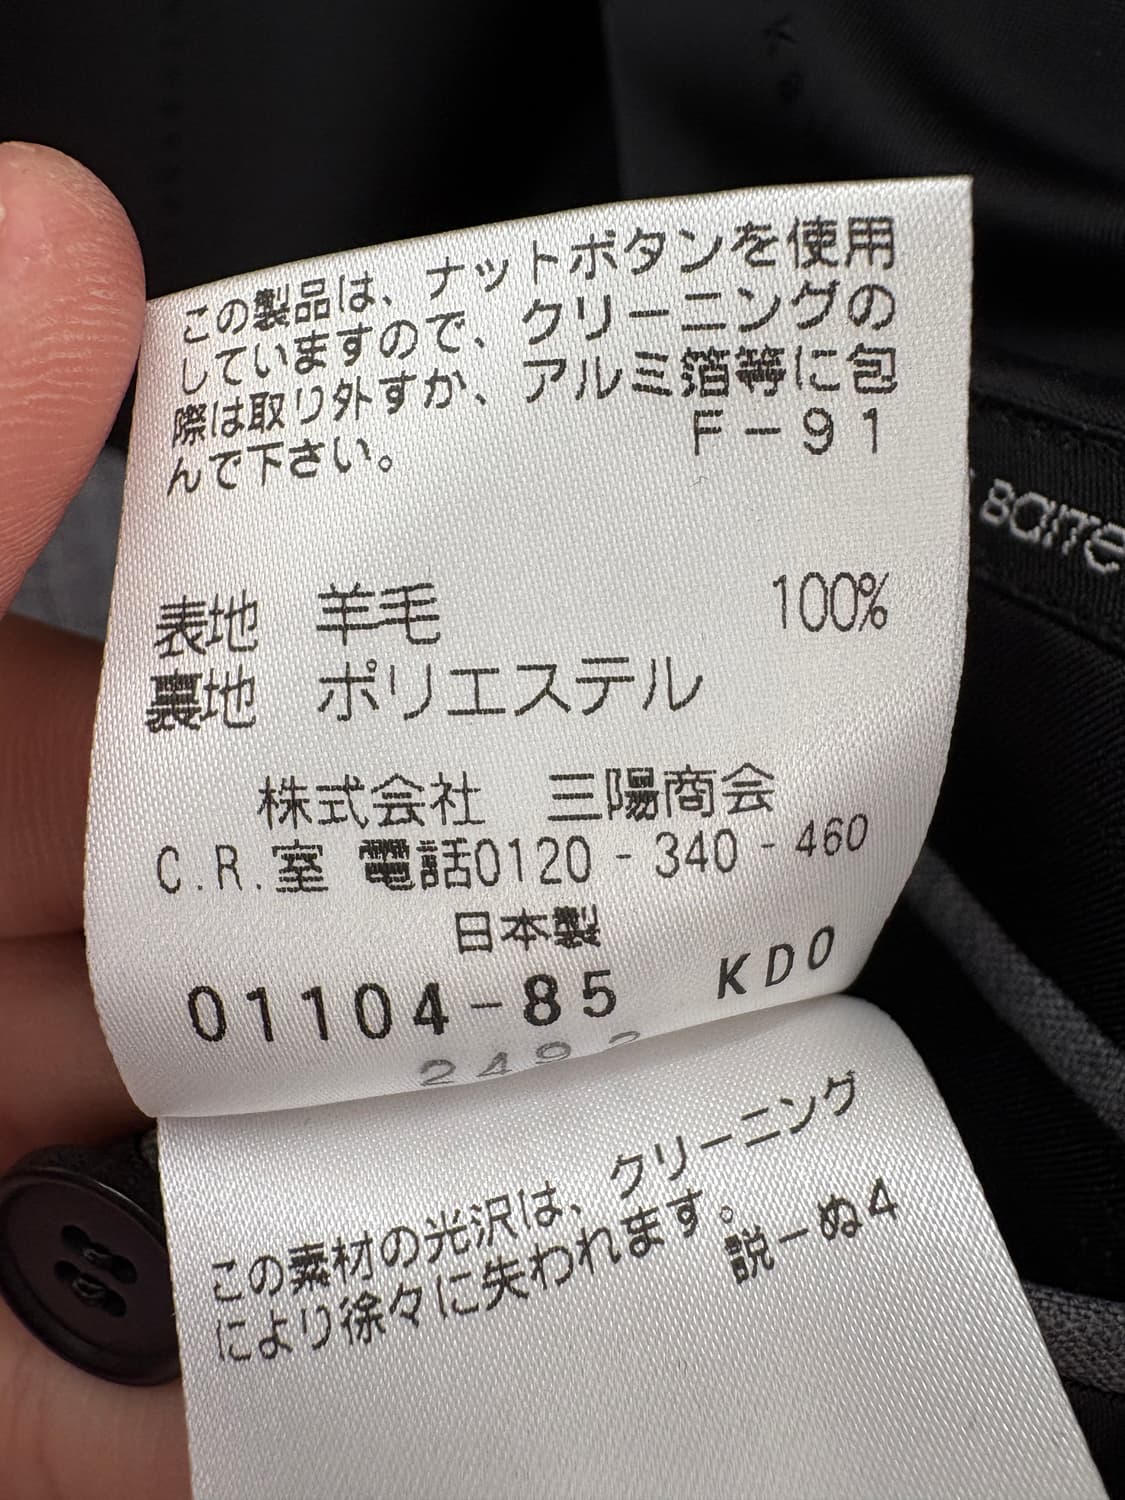 この製品は、ナットボタンを使用
していますので、クリーニングの
際は取り外すか、アルミ箔等に包
んで下さい。 F-91
表地 羊毛 100%
裏地 ポリエステル
株式会社 三陽商会
C.R.室 電話0120-340-460
日本製
01104-85 KD0
249
この素材の光沢は、クリーニング
により徐々に失われます。
説-ぬ4